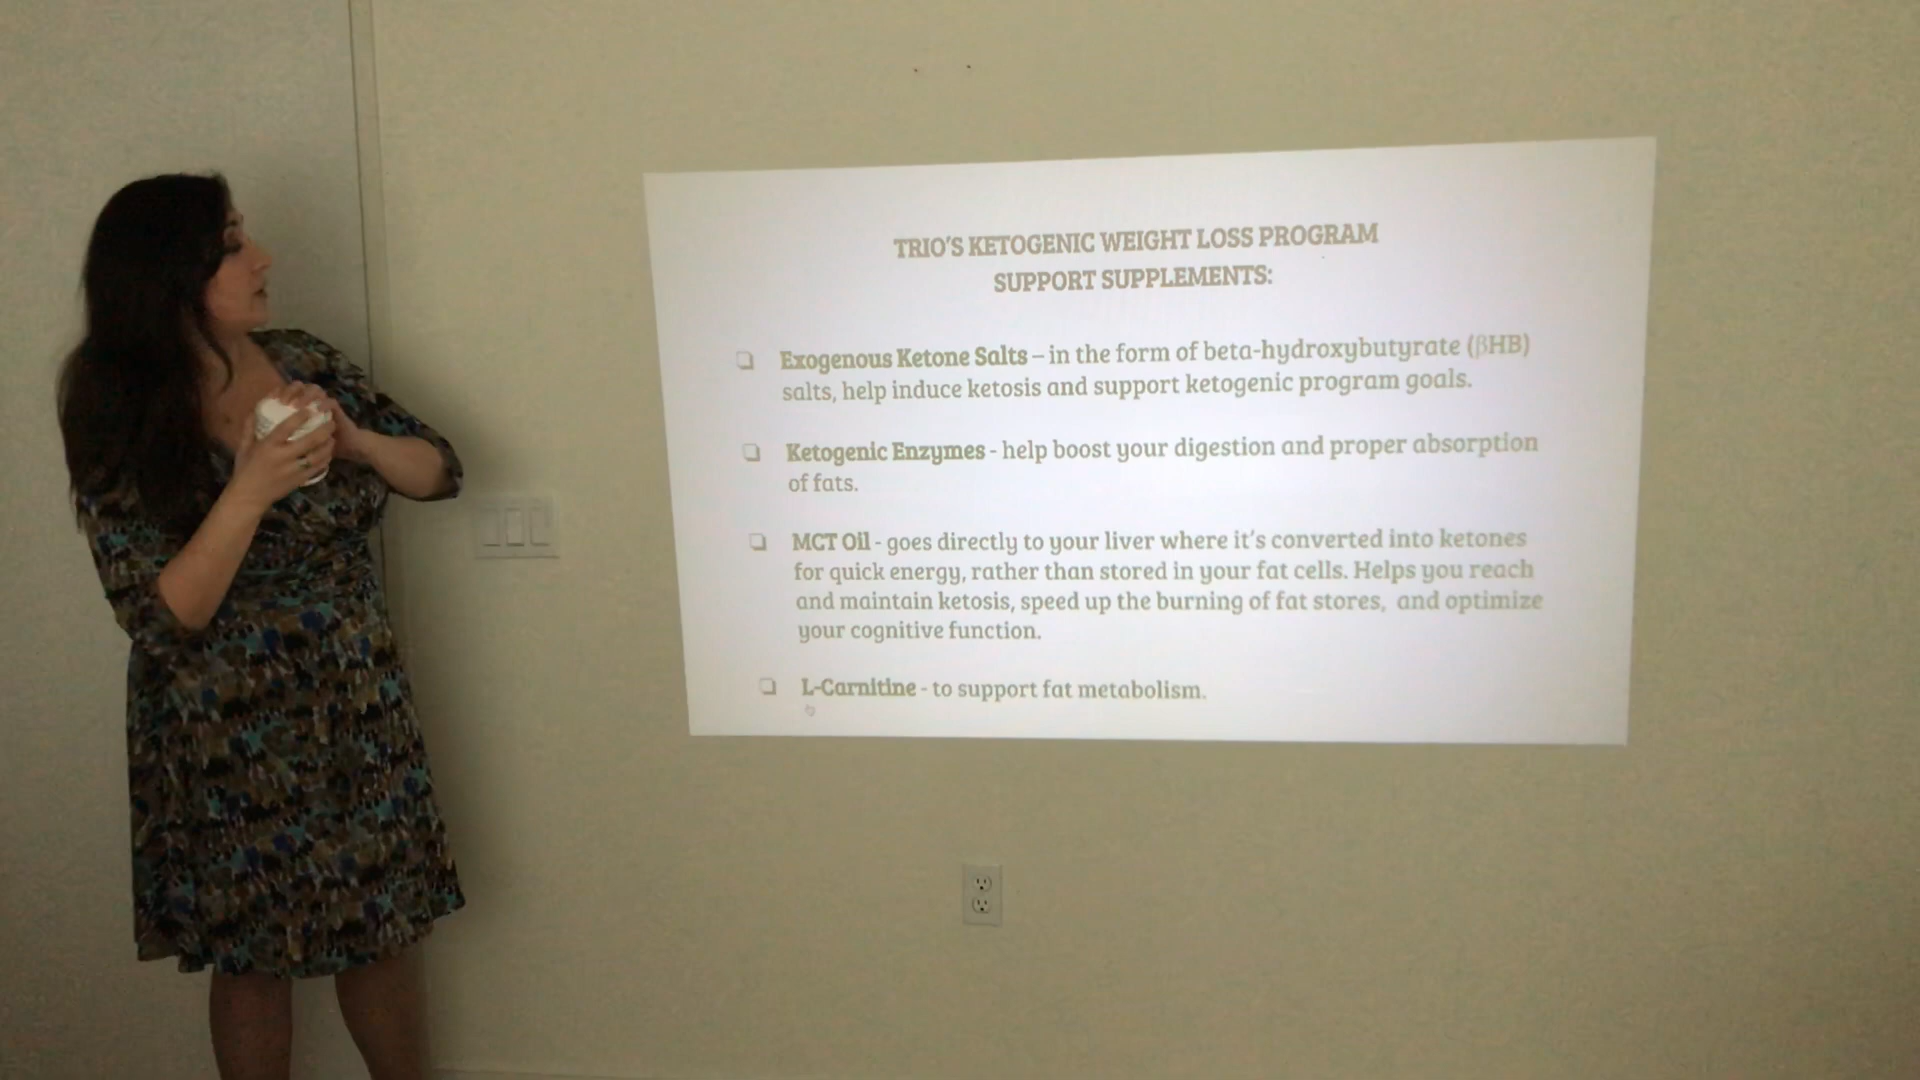 TRIO'S KETOGENIC WEIGHT LOSS PROGRAM
SUPPORT SUPPLEMENTS:
❏ Exogenous Ketone Salts – in the form of beta-hydroxybutyrate (βHB)
salts, help induce ketosis and support ketogenic program goals.
❏ Ketogenic Enzymes - help boost your digestion and proper absorption
of fats.
❏ MCT Oil - goes directly to your liver where it's converted into ketones
for quick energy, rather than stored in your fat cells. Helps you reach
and maintain ketosis, speed up the burning of fat stores, and optimize
your cognitive function.
❏ L-Carnitine - to support fat metabolism.